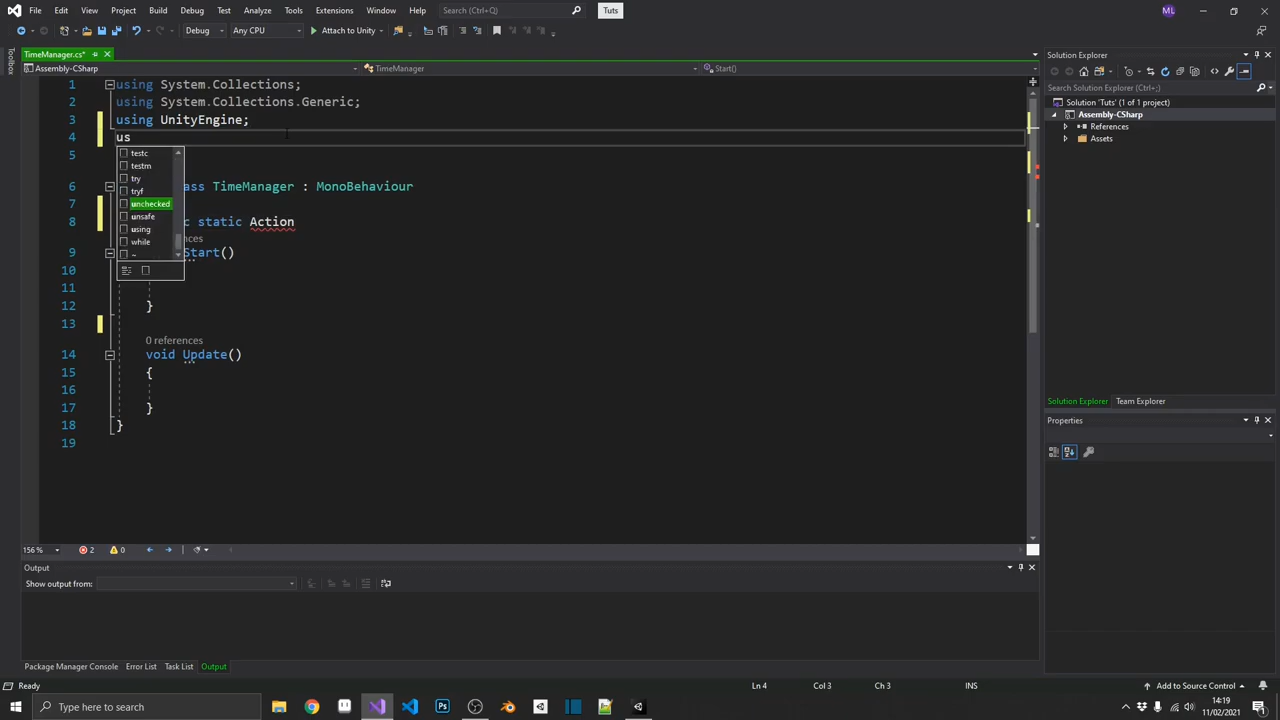 File Edit View Project Build Debug Test Analyze Tools Extensions Window Help Search (Ctrl+Q) Tuts ML
Debug Any CPU Attach to Unity
Toolbox
TimeManager.cs*
Assembly-CSharp TimeManager Start()
1 using System.Collections;
2 using System.Collections.Generic;
3 using UnityEngine;
4 us
5
testc
testm
try
tryf
unchecked
unsafe
using
while
6 ass TimeManager : MonoBehaviour
7
8 c static Action
nces
9 Start()
10
11
12 }
13
0 references
14 void Update()
15 {
16
17 }
18 }
19
156 % 2 0
Output
Show output from:
Package Manager Console Error List Task List Output
Solution Explorer
Search Solution Explorer (Ctrl+;)
Solution 'Tuts' (1 of 1 project)
Assembly-CSharp
References
Assets
Solution Explorer Team Explorer
Properties
Ready Ln 4 Col 3 Ch 3 INS Add to Source Control
Type here to search 14:19
11/02/2021